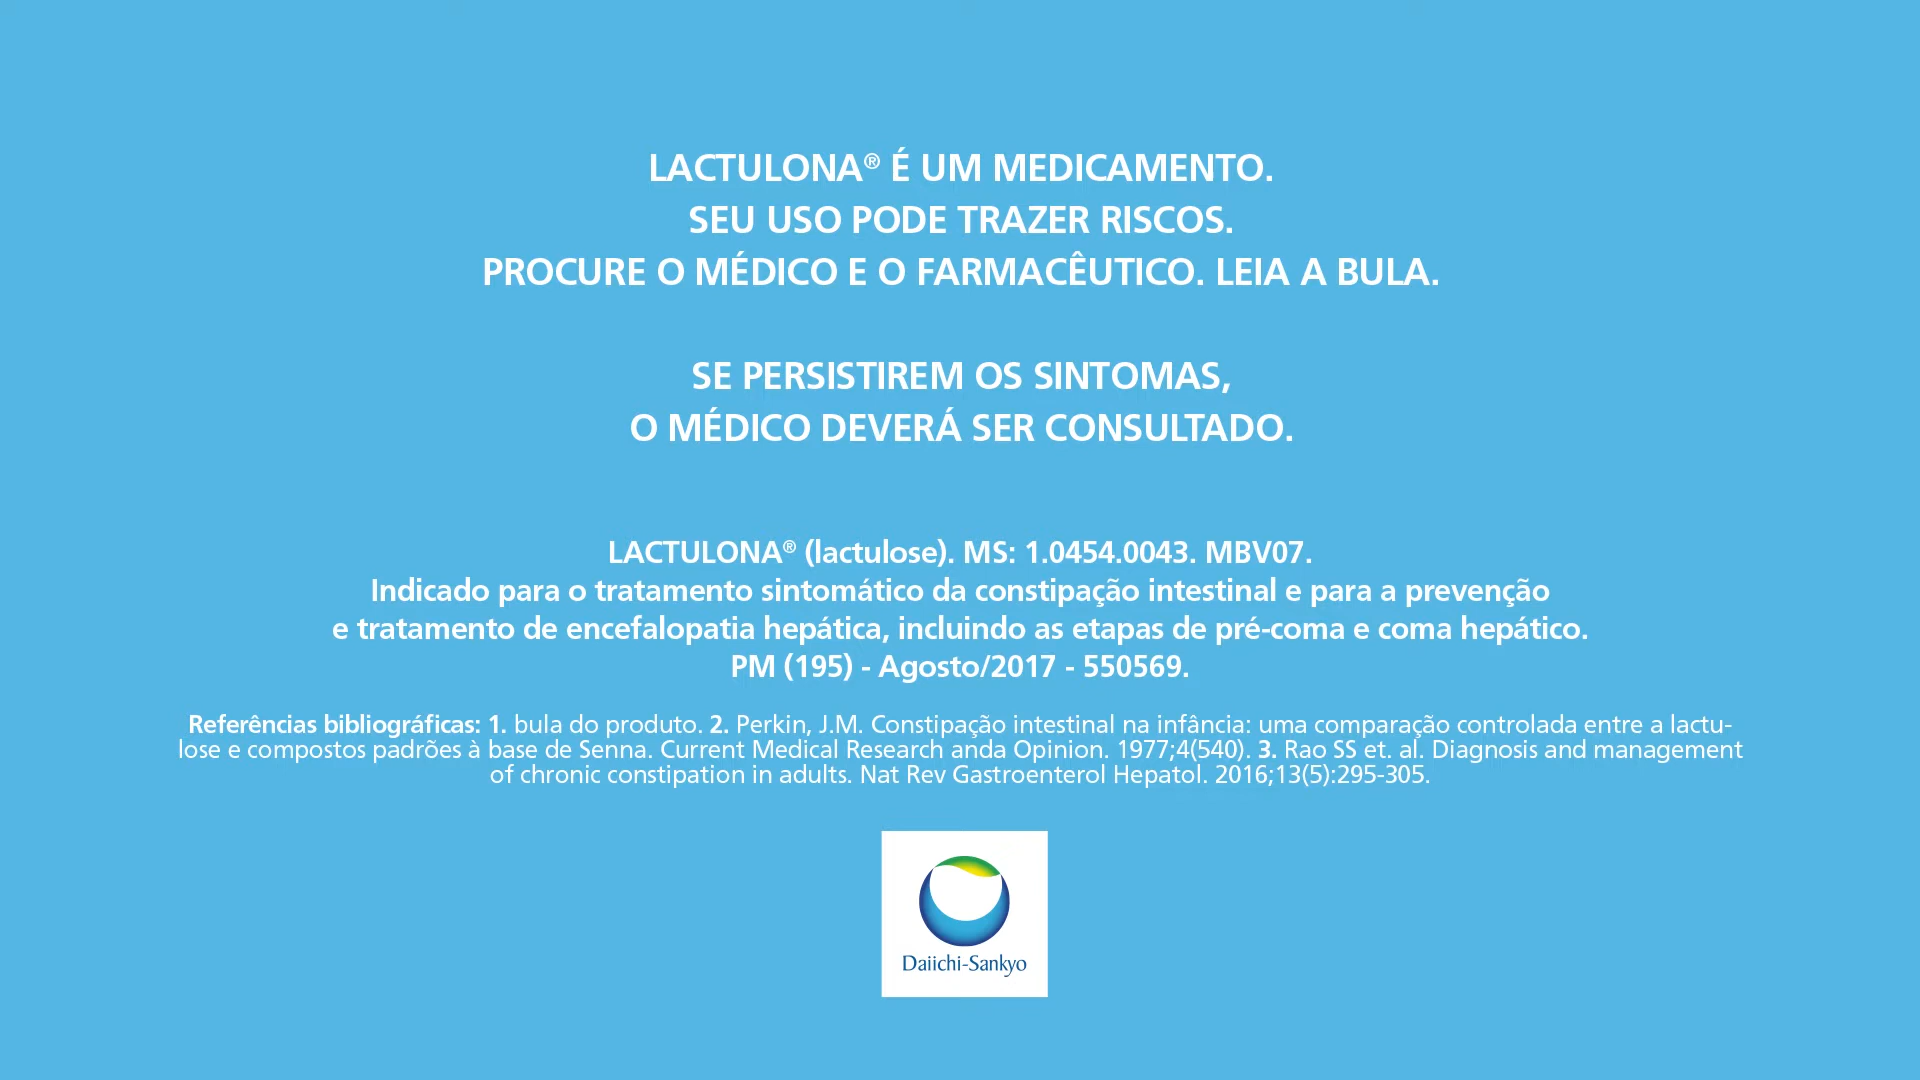 LACTULONA® É UM MEDICAMENTO.
SEU USO PODE TRAZER RISCOS.
PROCURE O MÉDICO E O FARMACÊUTICO. LEIA A BULA.
SE PERSISTIREM OS SINTOMAS,
O MÉDICO DEVERÁ SER CONSULTADO.
LACTULONA® (lactulose). MS: 1.0454.0043. MBV07.
Indicado para o tratamento sintomático da constipação intestinal e para a prevenção
e tratamento de encefalopatia hepática, incluindo as etapas de pré-coma e coma hepático.
PM (195) - Agosto/2017 - 550569.
Referências bibliográficas: 1. bula do produto. 2. Perkin, J.M. Constipação intestinal na infância: uma comparação controlada entre a lactu-
lose e compostos padrões à base de Senna. Current Medical Research anda Opinion. 1977;4(540). 3. Rao SS et. al. Diagnosis and management
of chronic constipation in adults. Nat Rev Gastroenterol Hepatol. 2016;13(5):295-305.
Daiichi-Sankyo